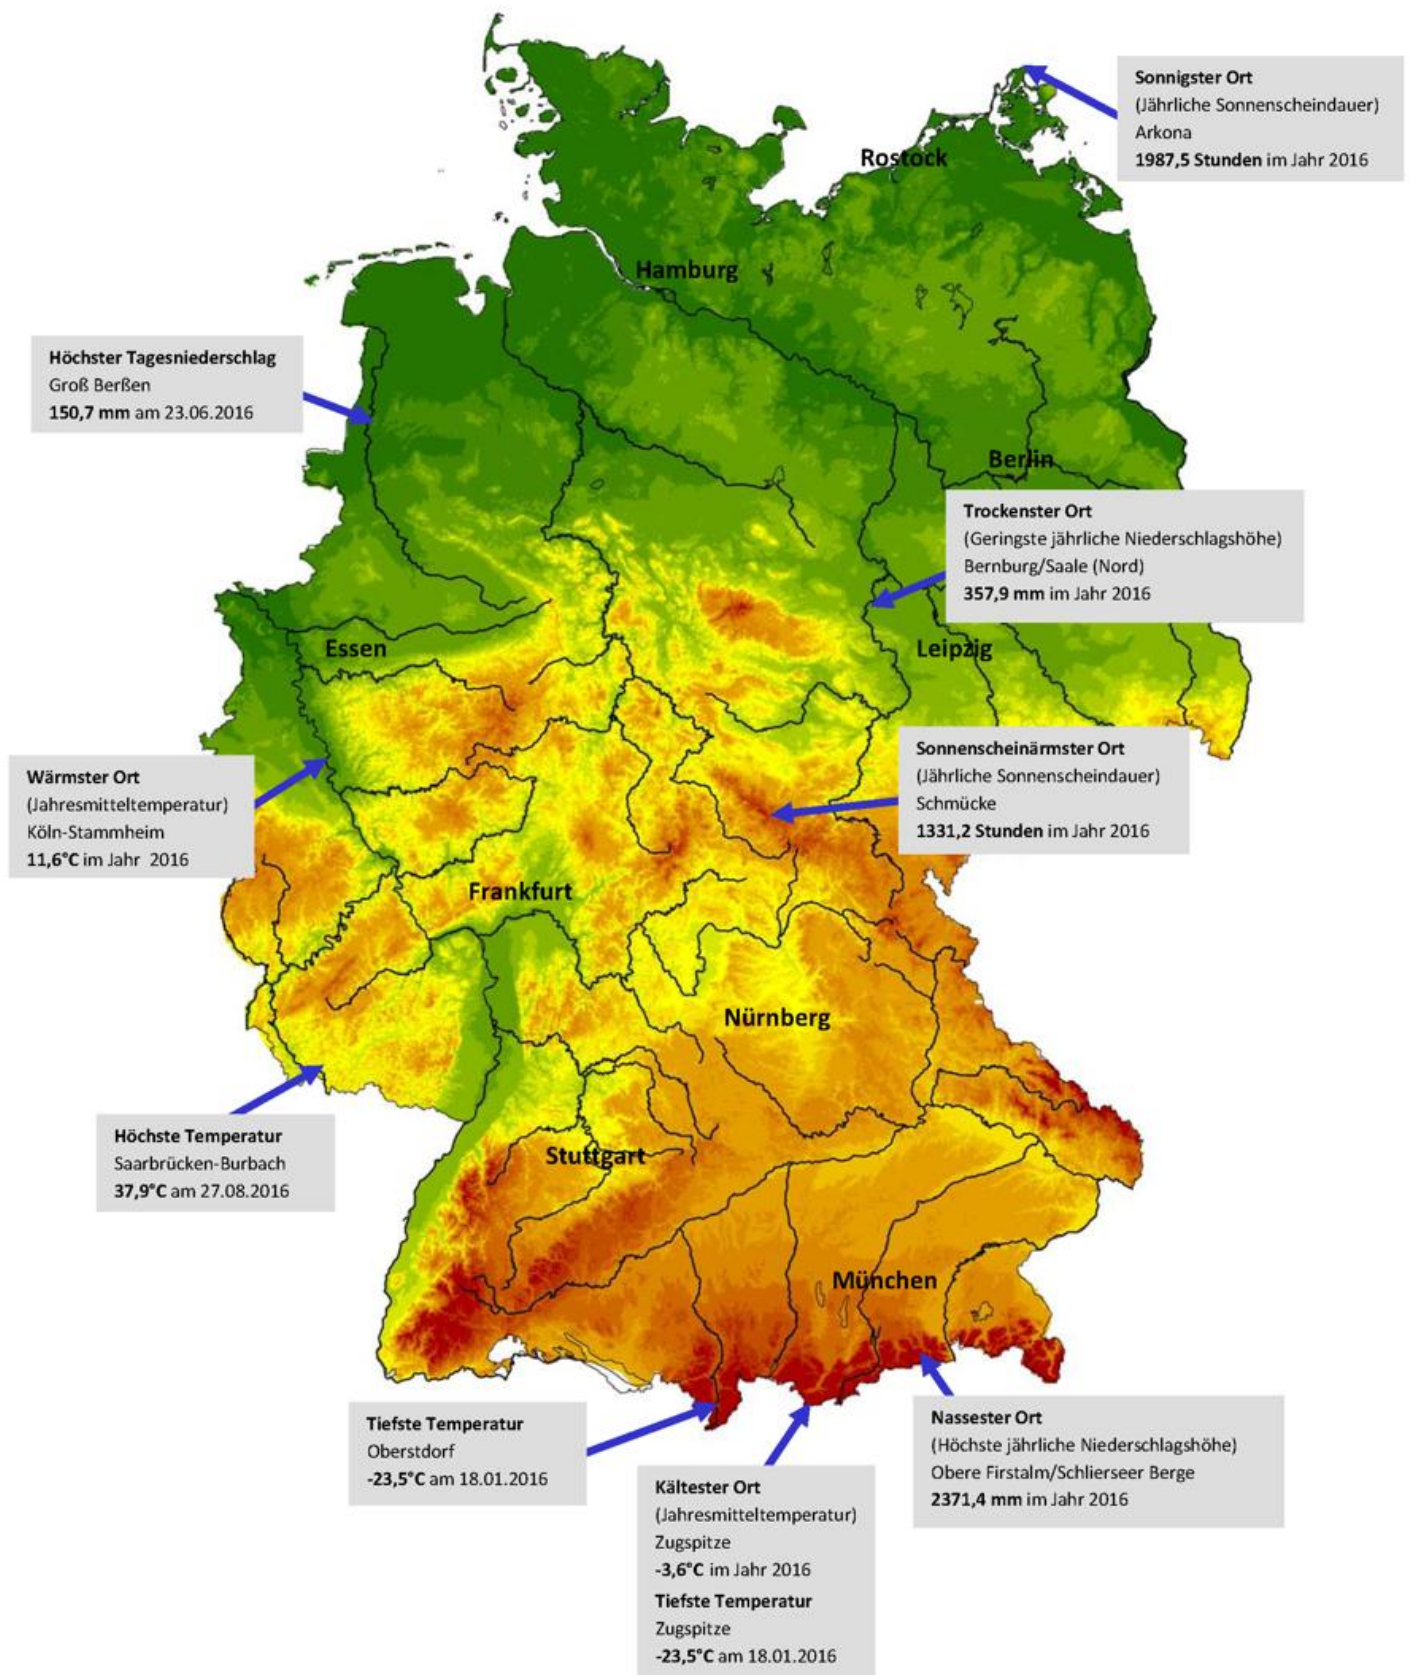 Sonnigster Ort
(Jährliche Sonnenscheindauer)
Arkona
1987,5 Stunden im Jahr 2016
Rostock
Hamburg
Höchster Tagesniederschlag
Groß Berßen
150,7 mm am 23.06.2016
Berlin
Trockenster Ort
(Geringste jährliche Niederschlagshöhe)
Bernburg/Saale (Nord)
357,9 mm im Jahr 2016
Essen
Leipzig
Wärmster Ort
(Jahresmitteltemperatur)
Köln-Stammheim
11,6°C im Jahr 2016
Sonnenscheinärmster Ort
(Jährliche Sonnenscheindauer)
Schmücke
1331,2 Stunden im Jahr 2016
Frankfurt
Nürnberg
Höchste Temperatur
Saarbrücken-Burbach
37,9°C am 27.08.2016
Stuttgart
München
Tiefste Temperatur
Oberstdorf
-23,5°C am 18.01.2016
Kältester Ort
(Jahresmitteltemperatur)
Zugspitze
-3,6°C im Jahr 2016
Tiefste Temperatur
Zugspitze
-23,5°C am 18.01.2016
Nassester Ort
(Höchste jährliche Niederschlagshöhe)
Obere Firstalm/Schlierseer Berge
2371,4 mm im Jahr 2016